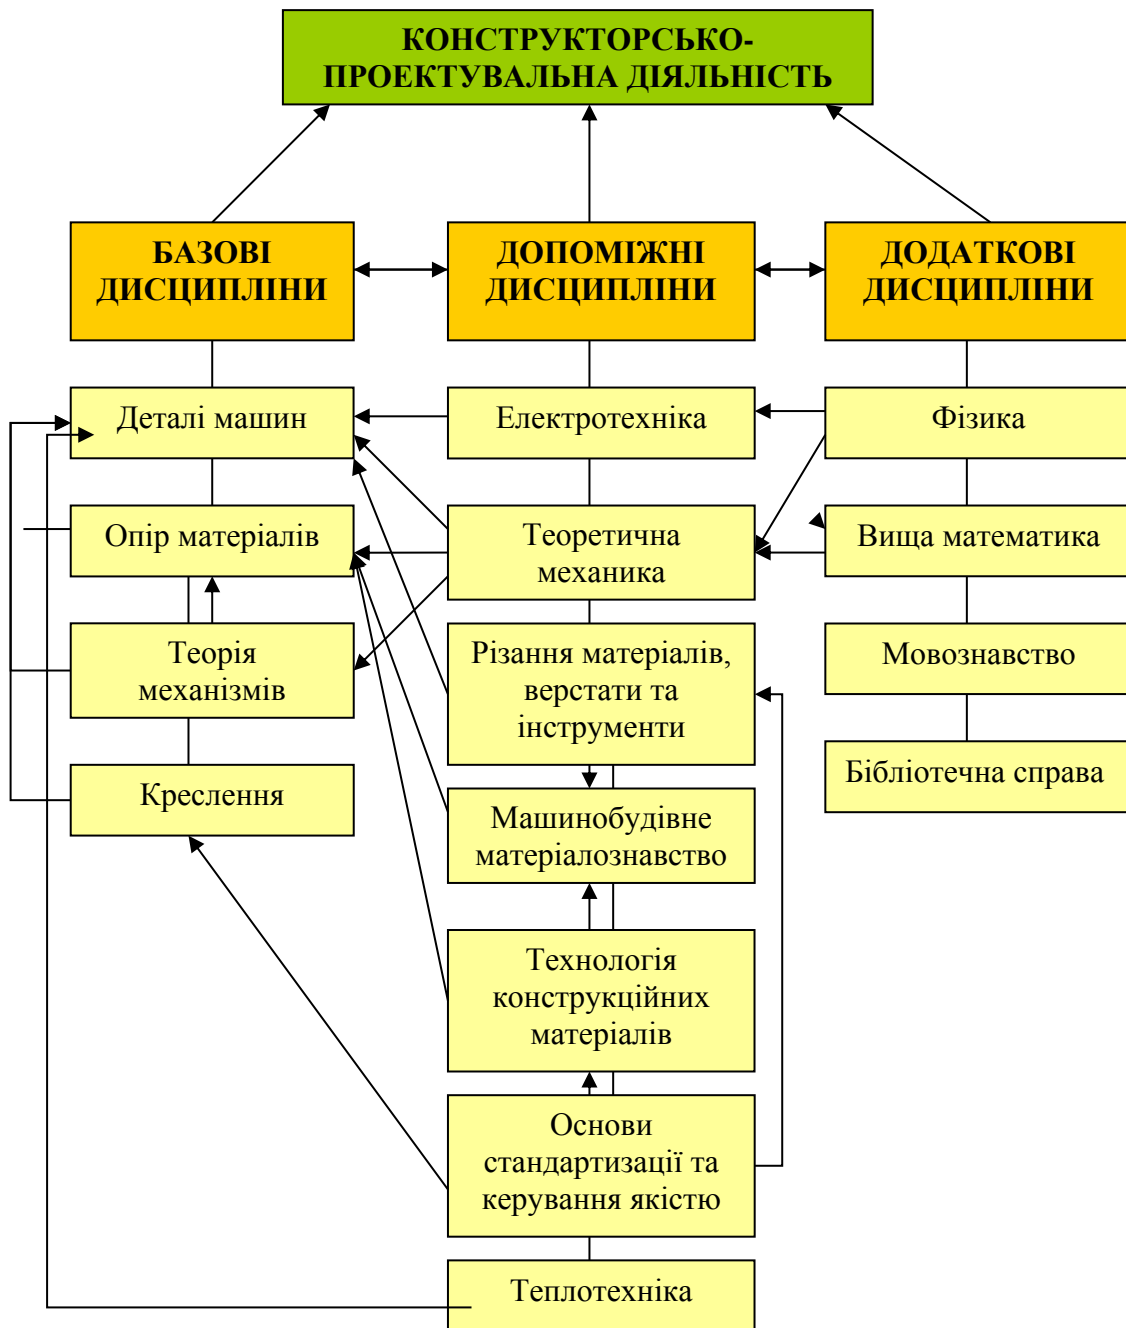 КОНСТРУКТОРСЬКО-
ПРОЕКТУВАЛЬНА ДІЯЛЬНІСТЬ
БАЗОВІ
ДИСЦИПЛІНИ
ДОПОМІЖНІ
ДИСЦИПЛІНИ
ДОДАТКОВІ
ДИСЦИПЛІНИ
Деталі машин
Електротехніка
Фізика
Опір матеріалів
Теоретична
механика
Вища математика
Теорія
механізмів
Різання матеріалів,
верстати та
інструменти
Мовознавство
Креслення
Машинобудівне
матеріалознавство
Бібліотечна справа
Технологія
конструкційних
матеріалів
Основи
стандартизації та
керування якістю
Теплотехніка